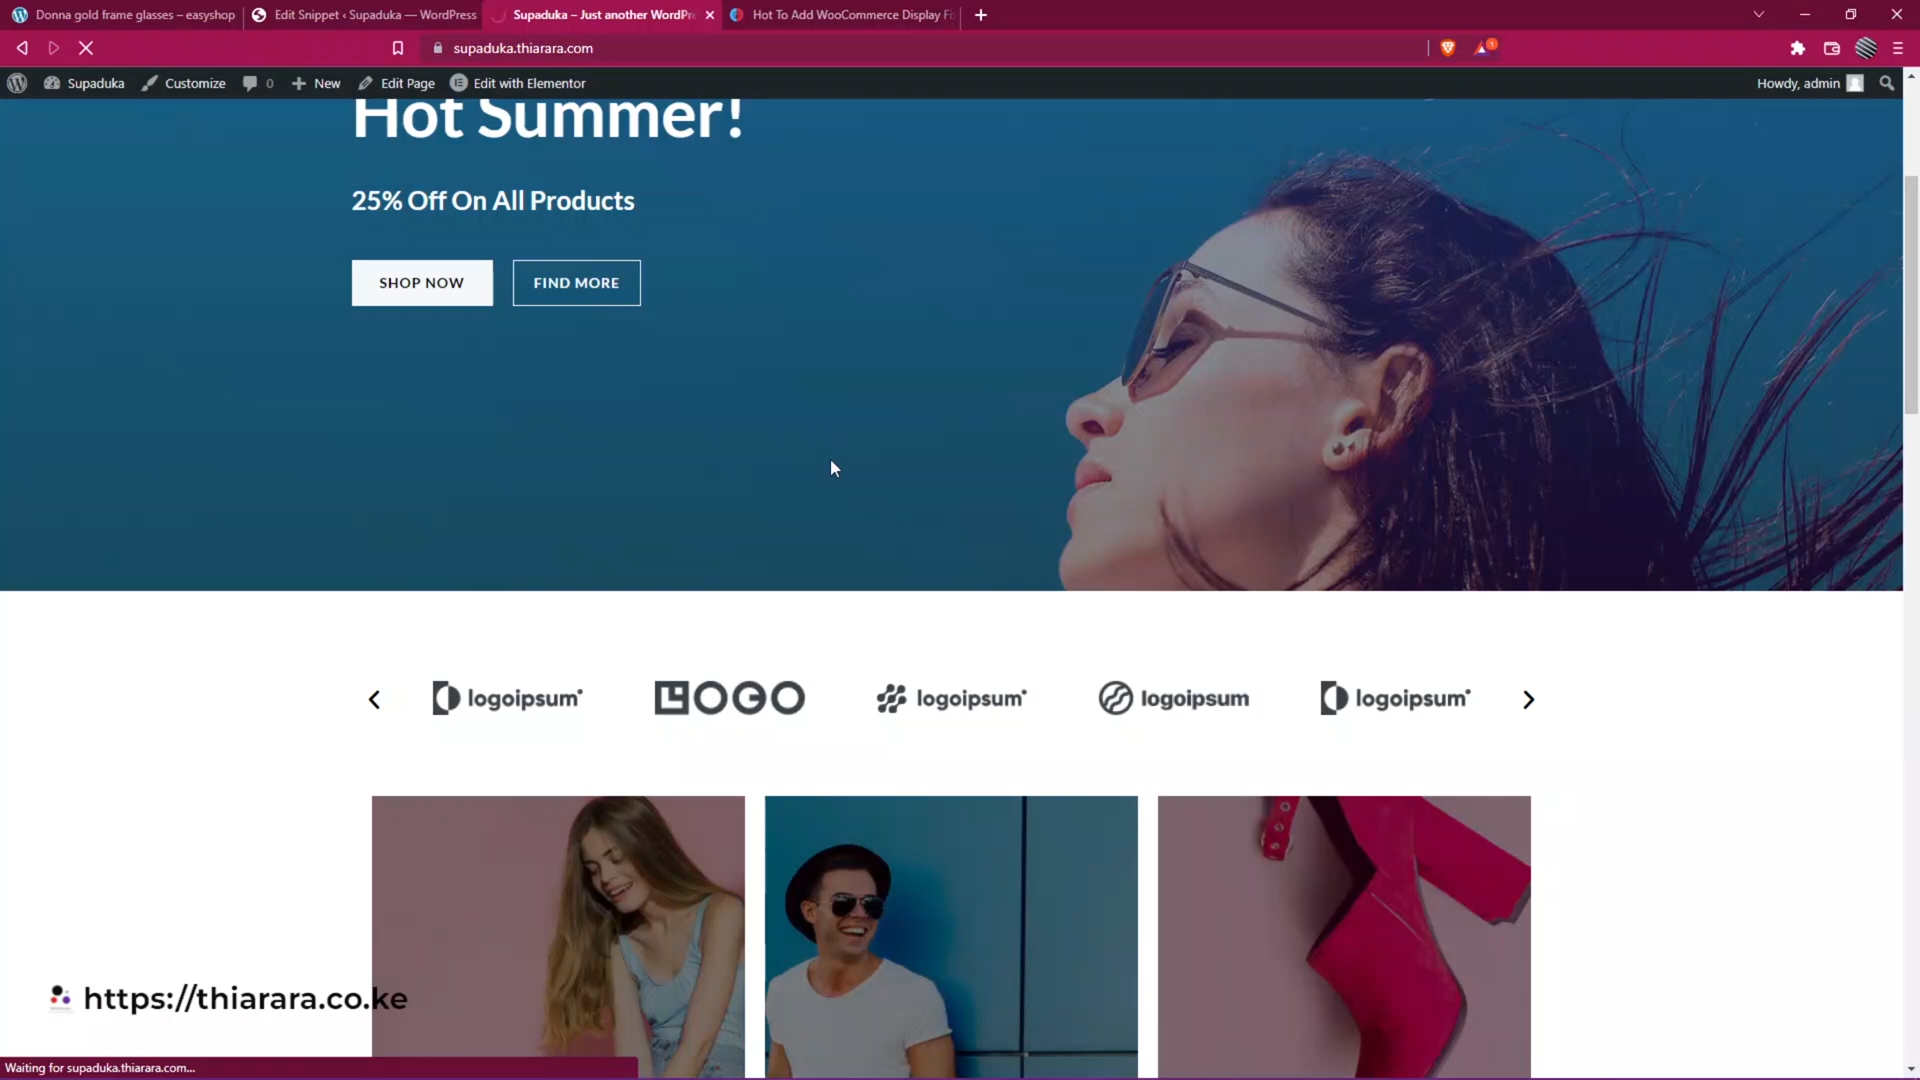 Donna gold frame glasses – easyshop
Edit Snippet ‹ Supaduka — WordPress
Supaduka – Just another WordPr
Hot To Add WooCommerce Display Fi
supaduka.thiarara.com
1
Supaduka
Customize
0
New
Edit Page
Edit with Elementor
Howdy, admin
Hot Summer!
25% Off On All Products
SHOP NOW
FIND MORE
logoipsum
LOGO
logoipsum
logoipsum
logoipsum
https://thiarara.co.ke
Waiting for supaduka.thiarara.com...